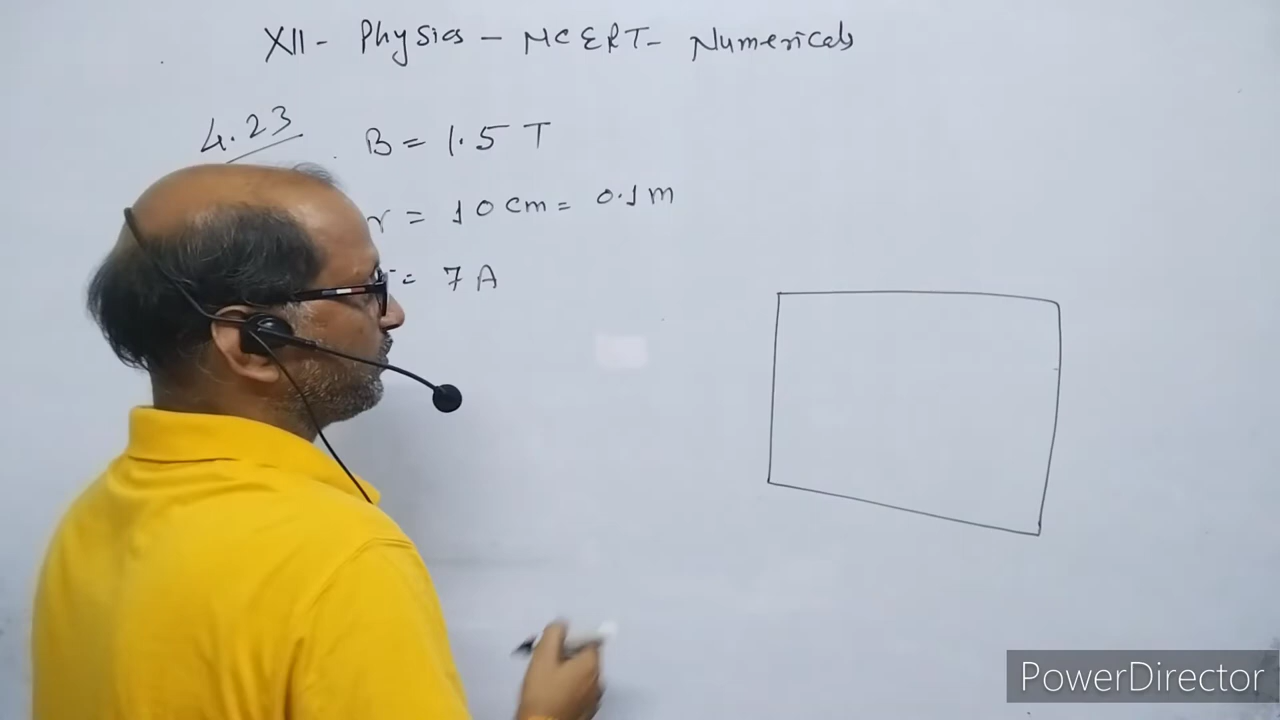 XII - Physics - NCERT - Numericals
4.23
B = 1.5 T
r = 10 cm = 0.1 m
= 7 A
PowerDirector